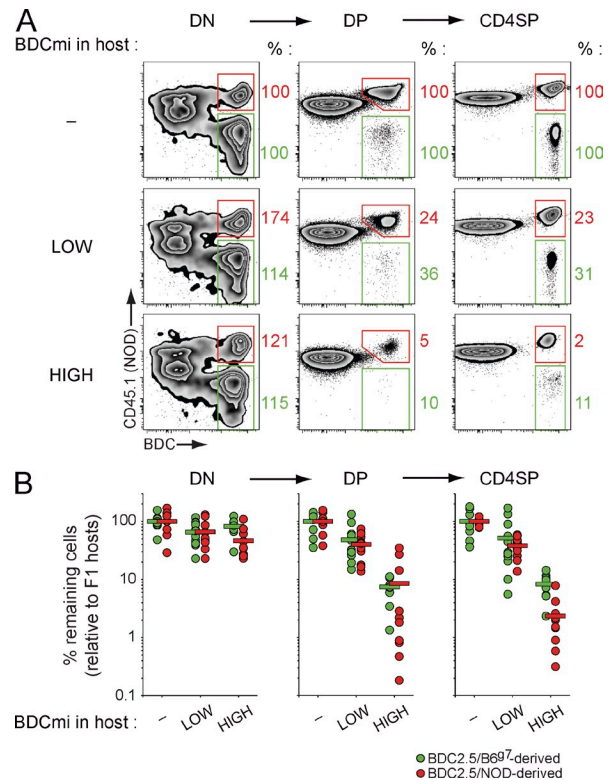 A
DN DP CD4SP
BDCmi in host : % : % : % :
– 100 100 100
100 100 100
LOW 174 24 23
114 36 31
HIGH 121 5 2
115 10 11
CD45.1 (NOD)
BDC
B
DN DP CD4SP
% remaining cells
(relative to F1 hosts)
100
10
1
0.1
BDCmi in host : – LOW HIGH – LOW HIGH – LOW HIGH
BDC2.5/B6g7-derived
BDC2.5/NOD-derived